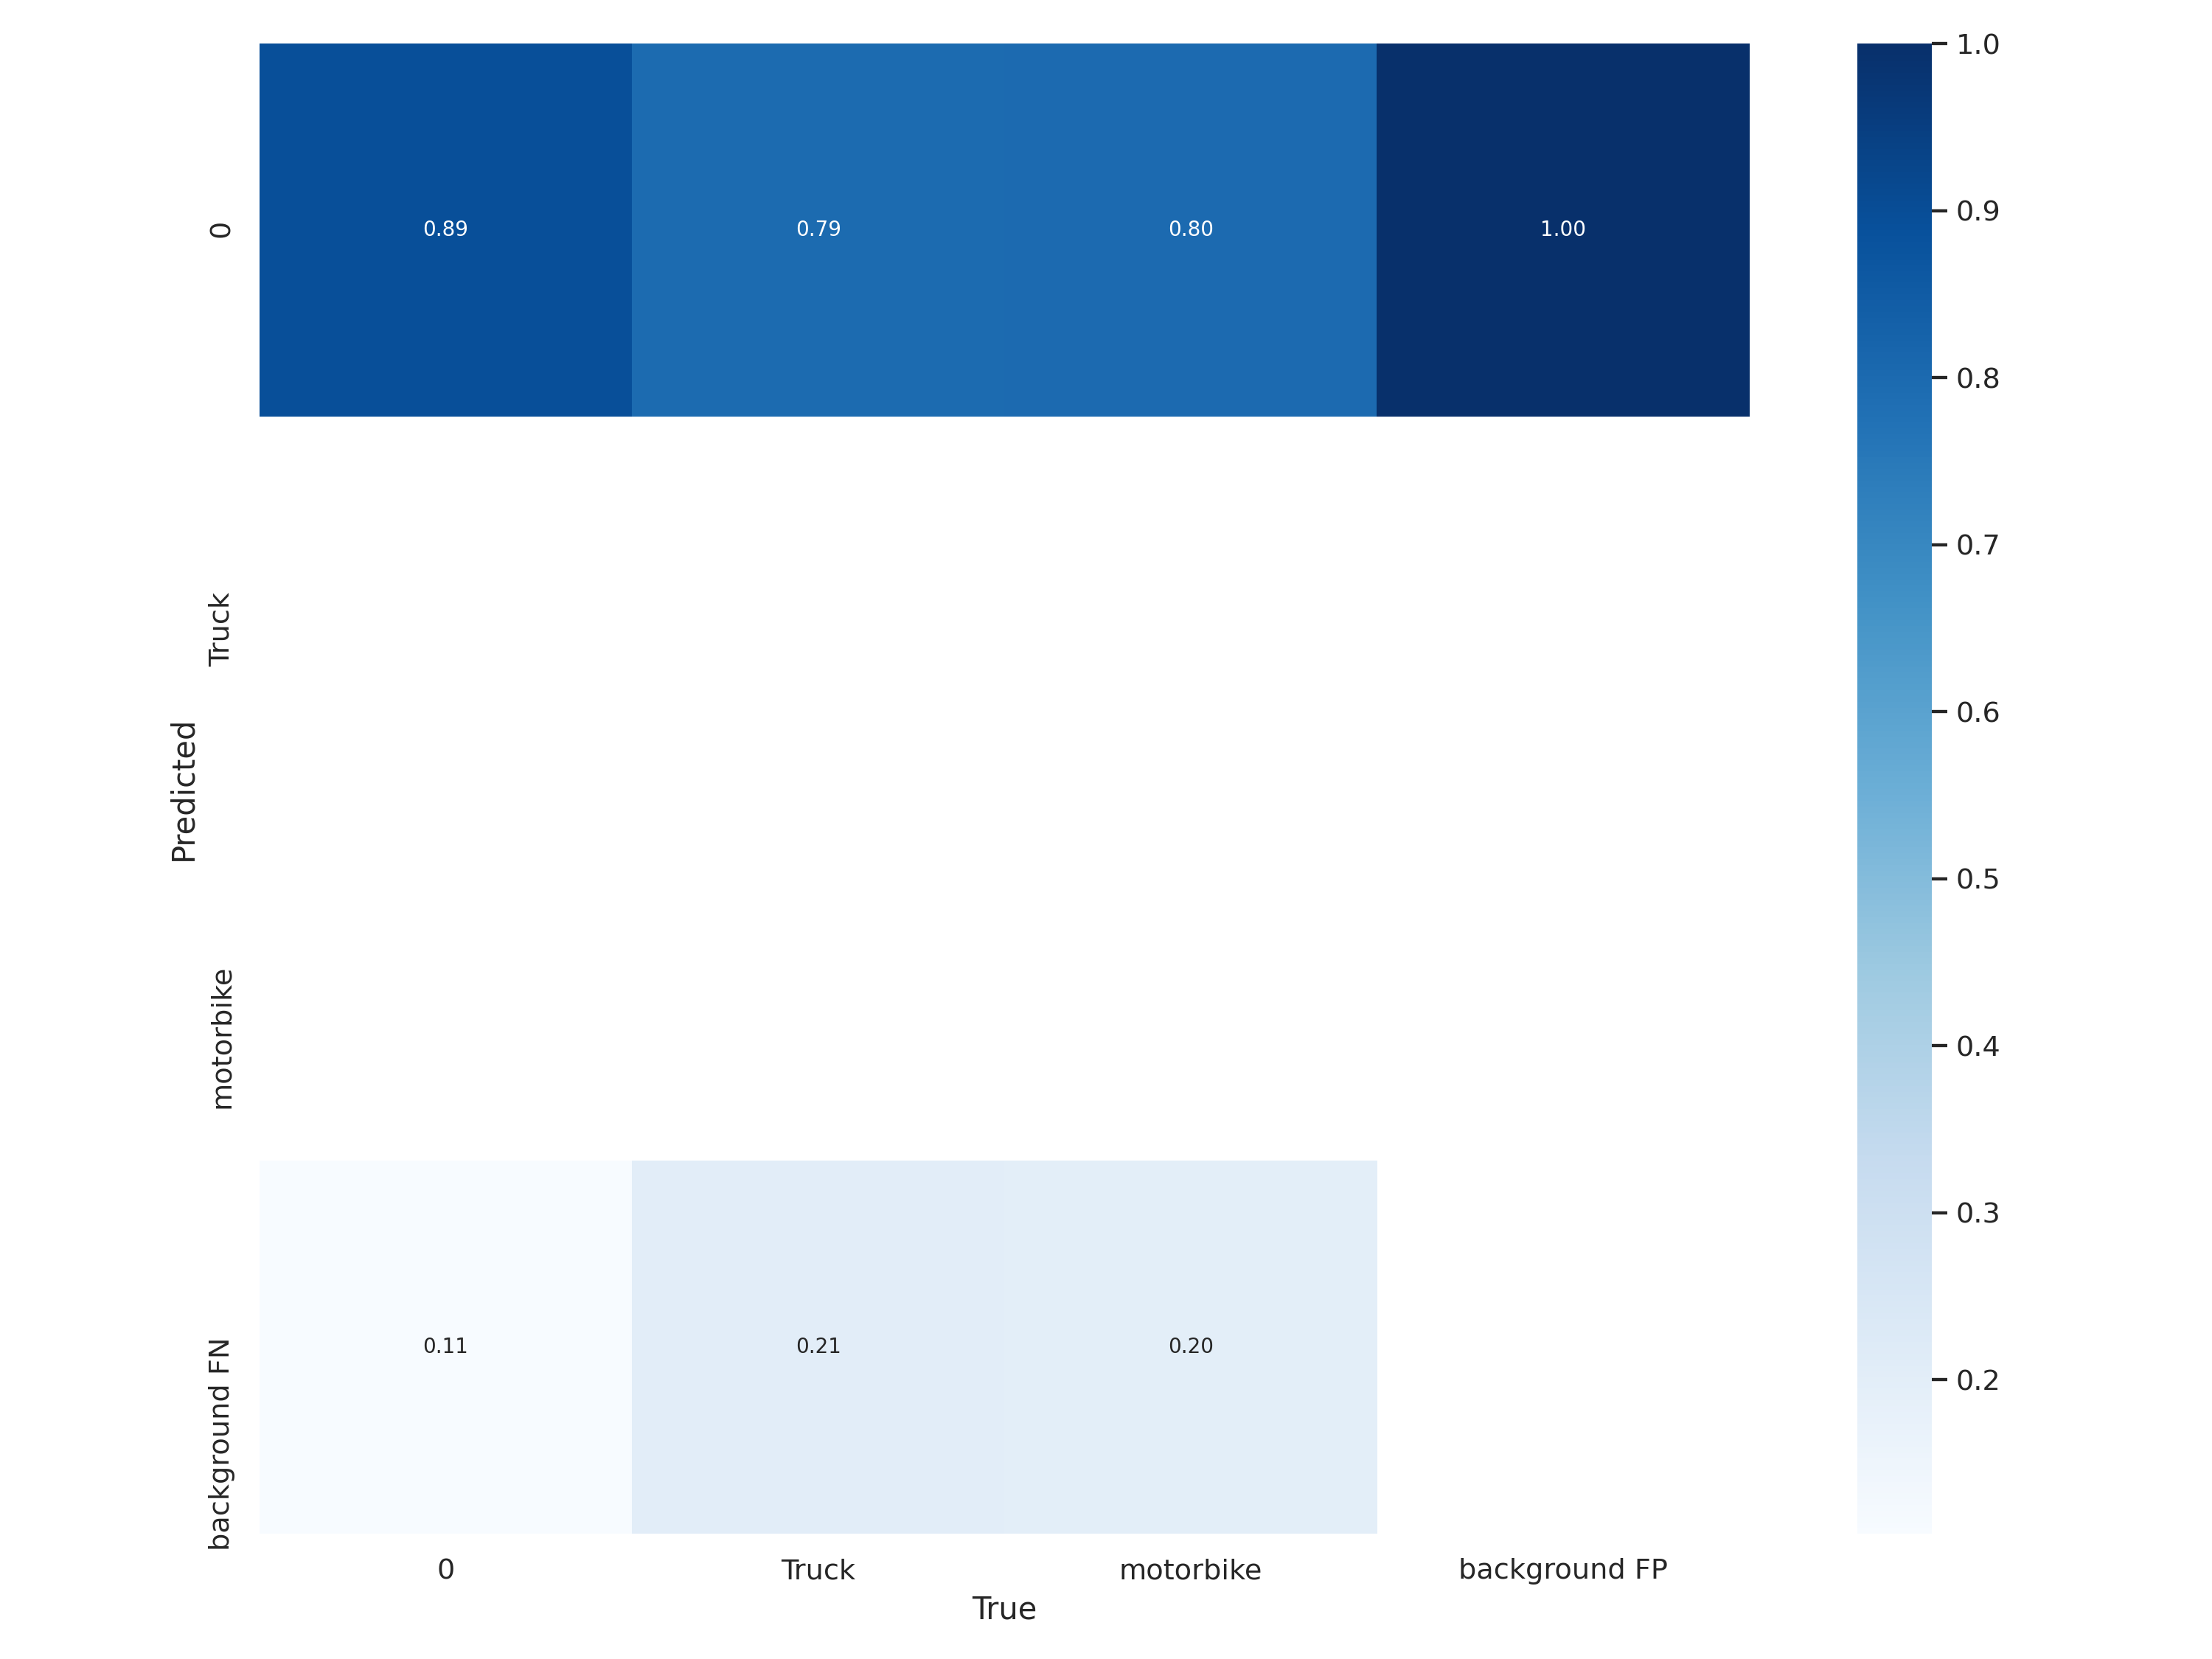 0
0.89 0.79 0.80 1.00
Truck
motorbike
background FN
0.11 0.21 0.20
Predicted
0 Truck motorbike background FP
True
1.0
0.9
0.8
0.7
0.6
0.5
0.4
0.3
0.2